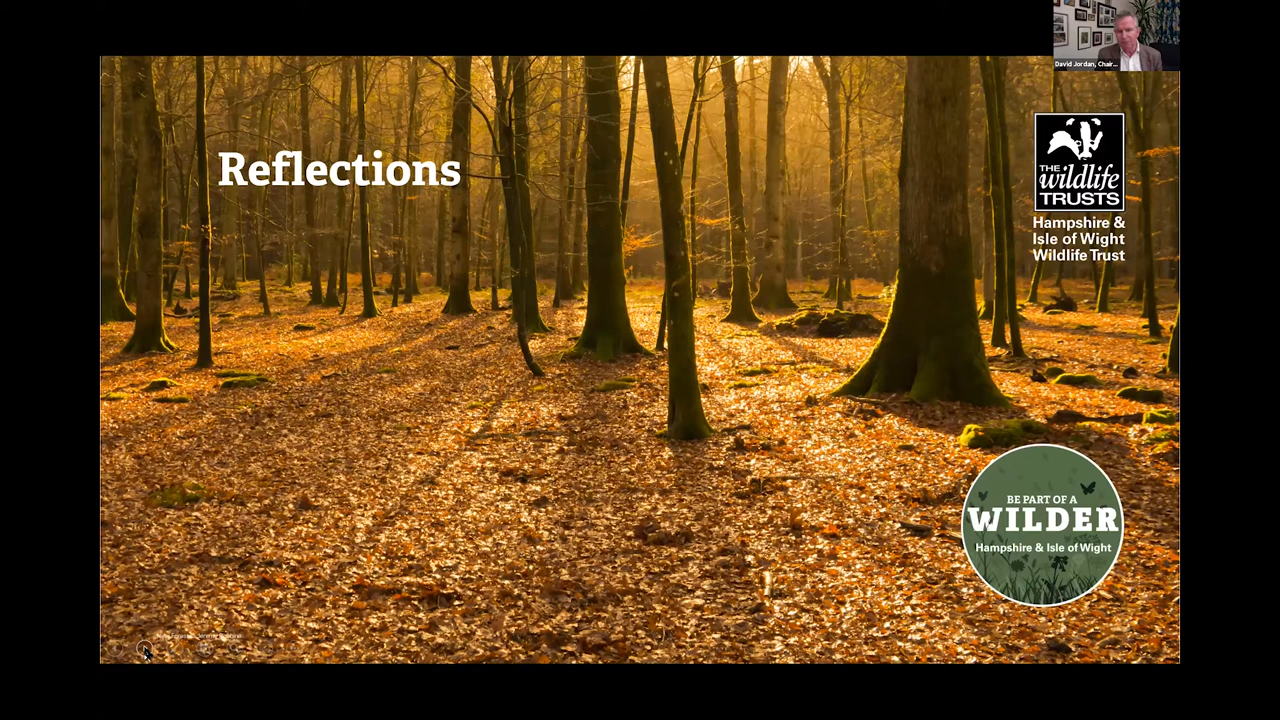 David Jordan, Chair...
Reflections
THE
wildlife
TRUSTS
Hampshire &
Isle of Wight
Wildlife Trust
BE PART OF A
WILDER
Hampshire & Isle of Wight